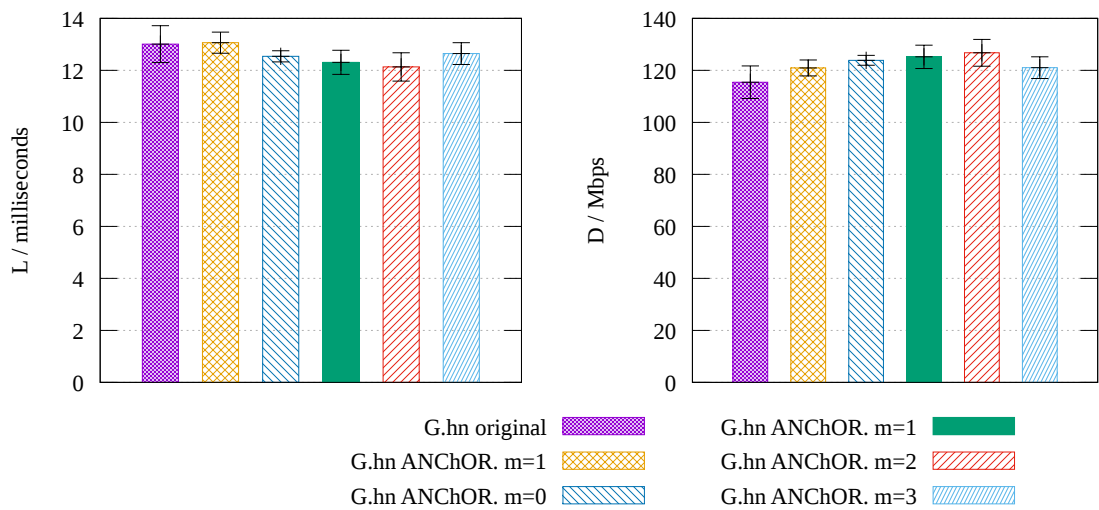 14
12
10
8
6
4
2
0
L / milliseconds
140
120
100
80
60
40
20
0
D / Mbps
G.hn original
G.hn ANChOR. m=1
G.hn ANChOR. m=0
G.hn ANChOR. m=1
G.hn ANChOR. m=2
G.hn ANChOR. m=3